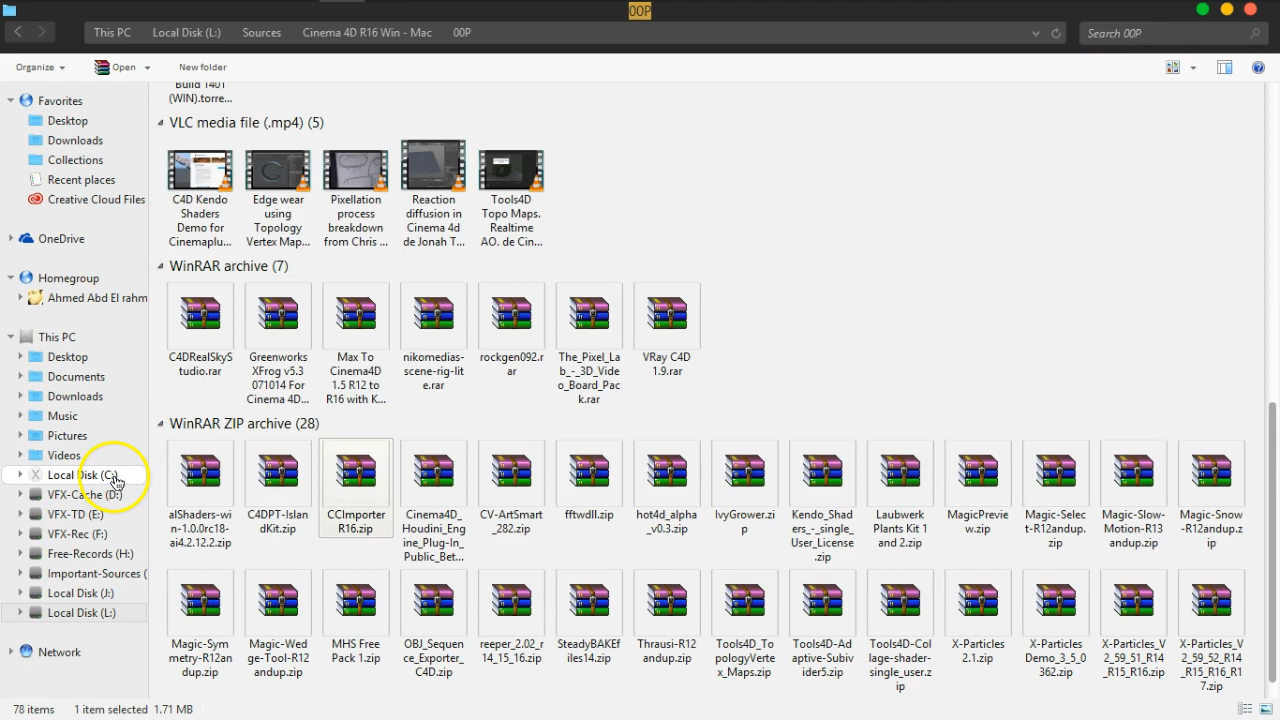 OOP
This PC Local Disk (L:) Sources Cinema 4D R16 Win - Mac OOP
Search OOP
Organize Open New folder
Favorites
Desktop
Downloads
Collections
Recent places
Creative Cloud Files
OneDrive
Homegroup
Ahmed Abd El rahm
This PC
Desktop
Documents
Downloads
Music
Pictures
Videos
Local Disk (C:)
VFX-Cache (D:)
VFX-TD (E:)
VFX-Rec (F:)
Free-Records (H:)
Important-Sources (
Local Disk (J:)
Local Disk (L:)
Network
Build 1401
(WIN).torre...
VLC media file (.mp4) (5)
C4D Kendo
Shaders
Demo for
Cinemaplu...
Edge wear
using
Topology
Vertex Map...
Pixellation
process
breakdown
from Chris ...
Reaction
diffusion in
Cinema 4d
de Jonah T...
Tools4D
Topo Maps.
Realtime
AO. de Cin...
WinRAR archive (7)
C4DRealSkyS
tudio.rar
Greenworks
XFrog v5.3
071014 For
Cinema 4D...
Max To
Cinema4D
1.5 R12 to
R16 with K...
nikomedias-
scene-rig-lit
e.rar
rockgen092.r
ar
The_Pixel_La
b_-_3D_Vide
o_Board_Pac
k.rar
VRay C4D
1.9.rar
WinRAR ZIP archive (28)
alShaders-wi
n-1.0.0rc18-
ai4.2.12.2.zip
C4DPT-Islan
dKit.zip
CCImporter
R16.zip
Cinema4D_
Houdini_Eng
ine_Plug-In_
Public_Bet...
CV-ArtSmart
_282.zip
fftwdll.zip
hot4d_alpha
_v0.3.zip
IvyGrower.zi
p
Kendo_Shade
rs_-_single_
User_License
.zip
Laubwerk
Plants Kit 1
and 2.zip
MagicPrevie
w.zip
Magic-Selec
t-R12andup.
zip
Magic-Slow-
Motion-R13
andup.zip
Magic-Snow
-R12andup.z
ip
Magic-Sym
metry-R12an
dup.zip
Magic-Wed
ge-Tool-R12
andup.zip
MHS Free
Pack 1.zip
OBJ_Sequen
ce_Exporter_
C4D.zip
reeper_2.02_r
14_15_16.zip
SteadyBAKEf
iles14.zip
Thrausi-R12
andup.zip
Tools4D_To
pologyVerte
x_Maps.zip
Tools4D-Ad
aptive-Subiv
ider5.zip
Tools4D-Col
lage-shader-
single_user.z
ip
X-Particles
2.1.zip
X-Particles
Demo_3_5_0
362.zip
X-Particles_V
2_59_51_R14
_R15_R16.zip
X-Particles_V
2_59_52_R14
_R15_R16_R1
7.zip
78 items 1 item selected 1.71 MB